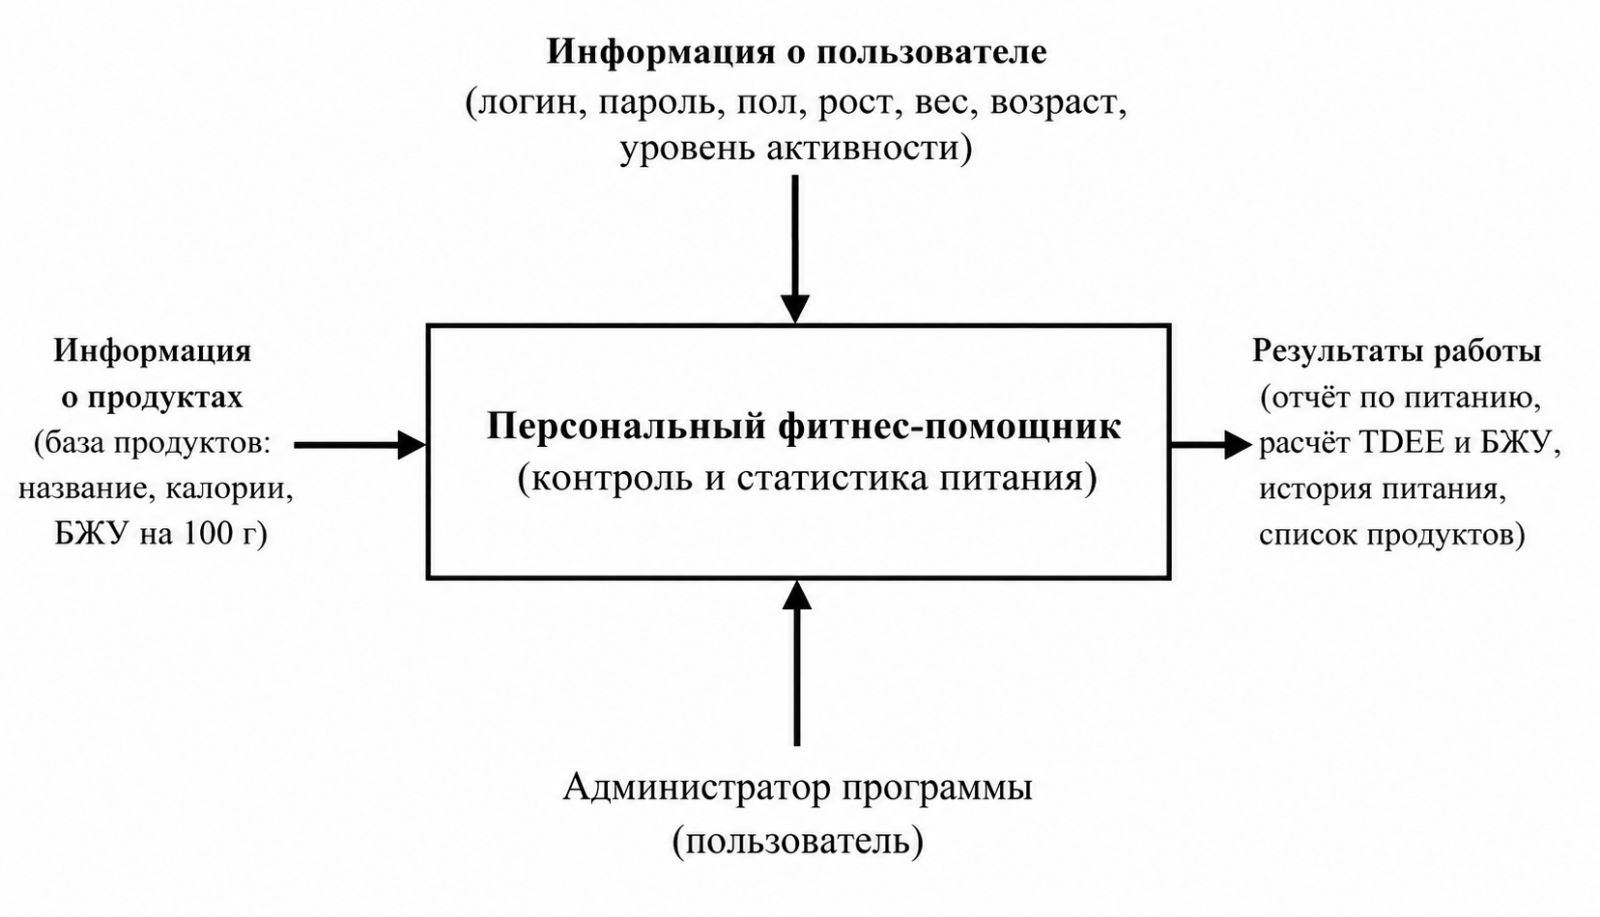 Информация о пользователе
(логин, пароль, пол, рост, вес, возраст,
уровень активности)
Информация
о продуктах
(база продуктов:
название, калории,
БЖУ на 100 г)
Персональный фитнес-помощник
(контроль и статистика питания)
Результаты работы
(отчёт по питанию,
расчёт TDEE и БЖУ,
история питания,
список продуктов)
Администратор программы
(пользователь)